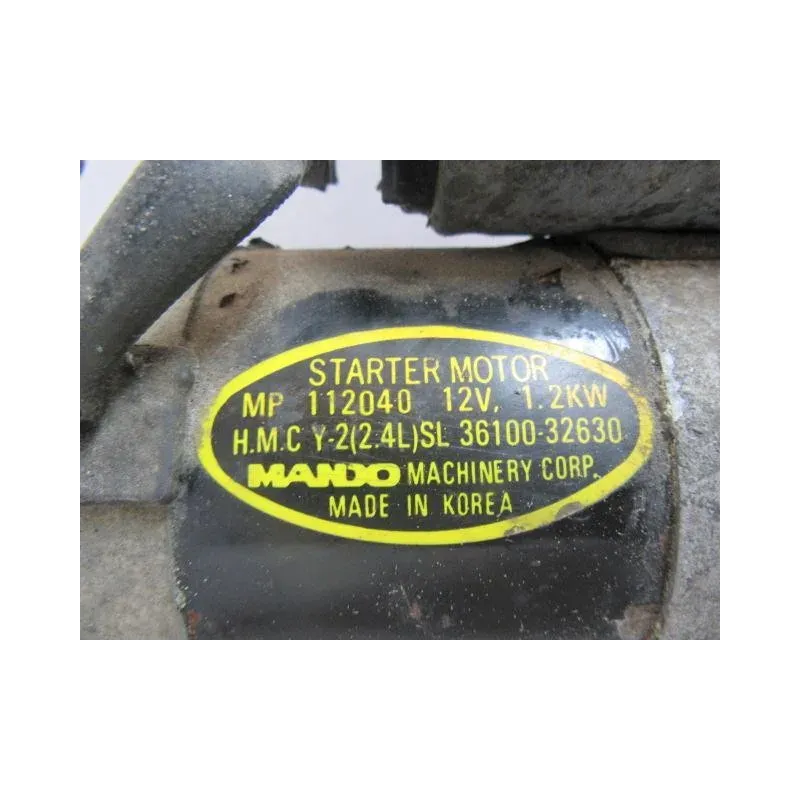 STARTER MOTOR
MP 112040 12V, 1.2KW
H.M.C Y-2(2.4L)SL 36100-32630
MANDO MACHINERY CORP.
MADE IN KOREA